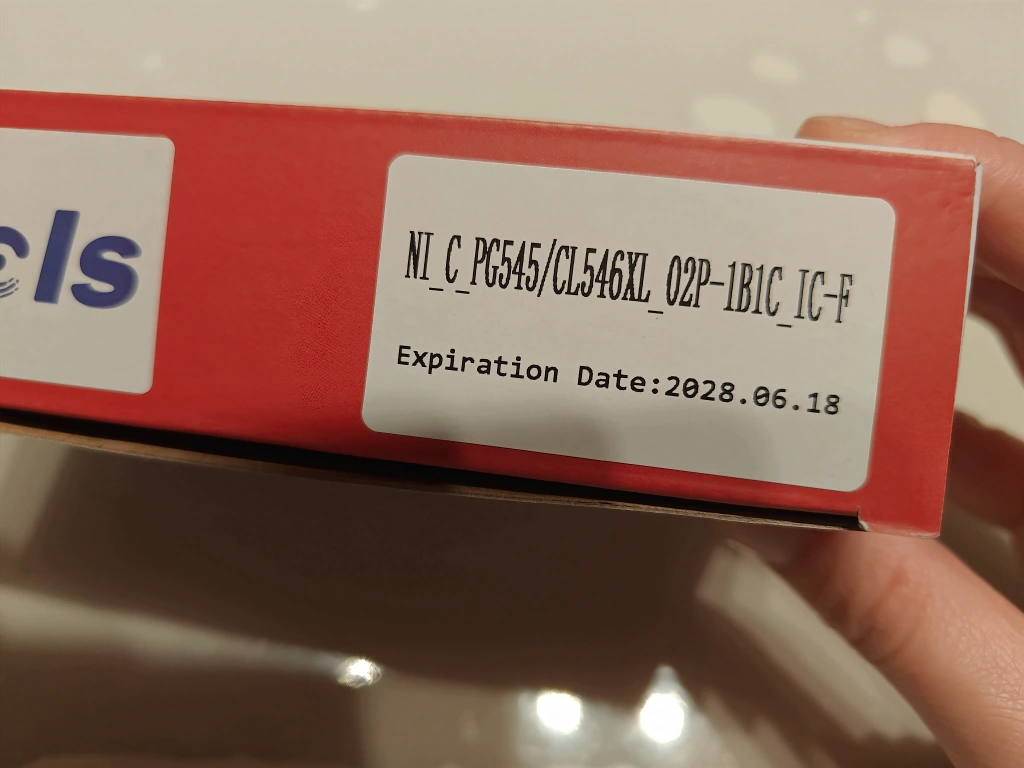 NI_C_PG545/CL546XL_02P-1B1C_IC-F
Expiration Date:2028.06.18